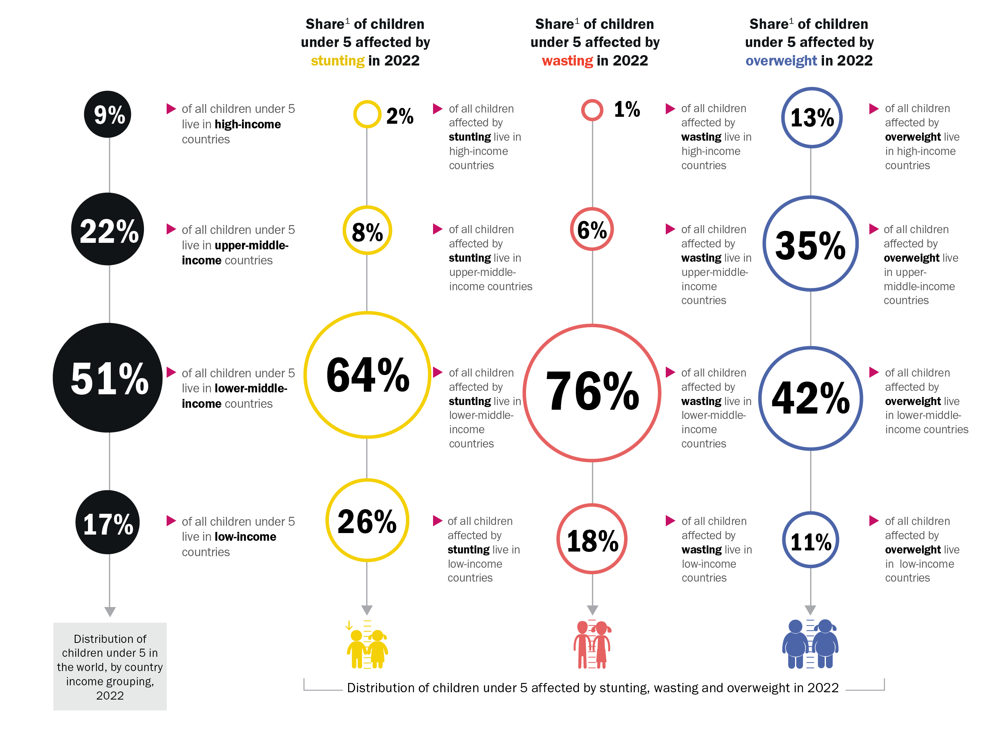 Share¹ of children
under 5 affected by
stunting in 2022
Share¹ of children
under 5 affected by
wasting in 2022
Share¹ of children
under 5 affected by
overweight in 2022
9%
of all children under 5
live in high-income
countries
2%
of all children
affected by
stunting live in
high-income
countries
1%
of all children
affected by
wasting live in
high-income
countries
13%
of all children
affected by
overweight live
in high-income
countries
22%
of all children under 5
live in upper-middle-
income countries
8%
of all children
affected by
stunting live in
upper-middle-
income countries
6%
of all children
affected by
wasting live in
upper-middle-
income
countries
35%
of all children
affected by
overweight live
in upper-
middle-income
countries
51%
of all children under 5
live in lower-middle-
income countries
64%
of all children
affected by
stunting live in
lower-middle-
income
countries
76%
of all children
affected by
wasting live in
lower-middle-
income
countries
42%
of all children
affected by
overweight live
in lower-middle-
income countries
17%
of all children under 5
live in low-income
countries
26%
of all children
affected by
stunting live in
low-income
countries
18%
of all children
affected by
wasting live in
low-income
countries
11%
of all children
affected by
overweight live
in low-income
countries
Distribution of
children under 5 in
the world, by country
income grouping,
2022
Distribution of children under 5 affected by stunting, wasting and overweight in 2022